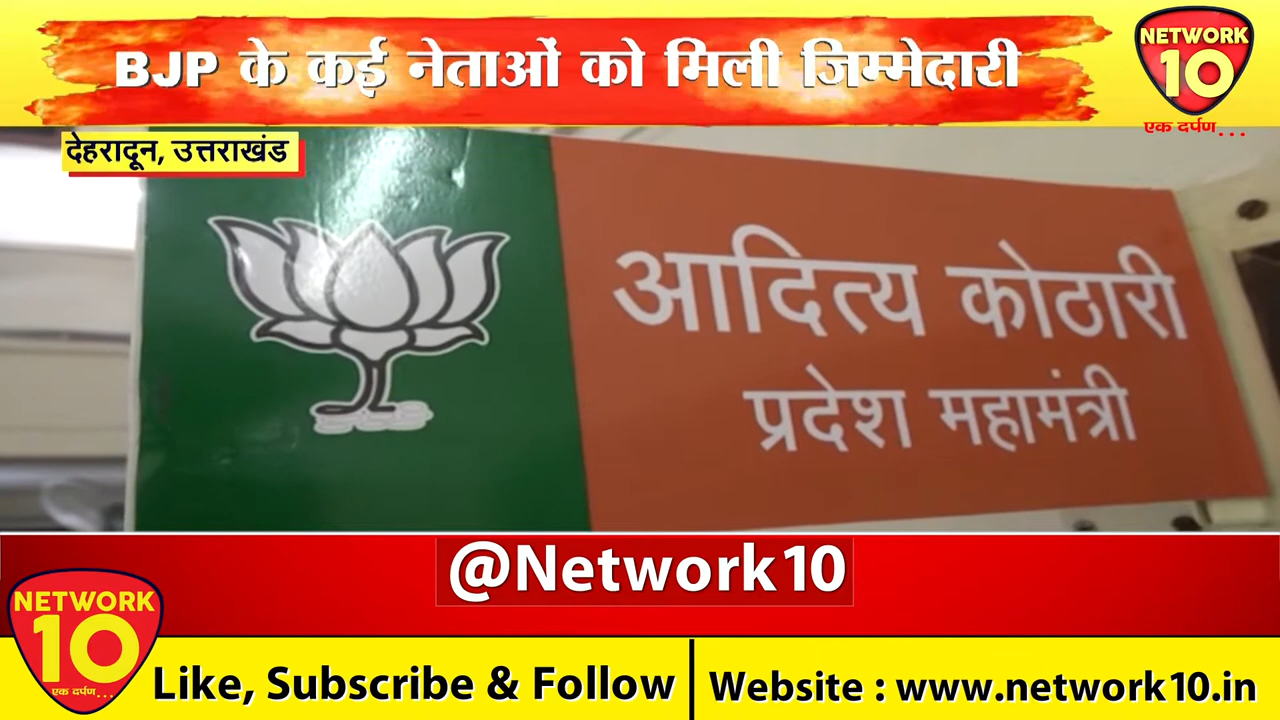 BJP के कई नेताओं को मिली जिम्मेदारी
NETWORK
10
एक दर्पण...
देहरादून, उत्तराखंड
आदित्य कोठारी
प्रदेश महामंत्री
@Network10
NETWORK
10
एक दर्पण...
Like, Subscribe & Follow
Website : www.network10.in